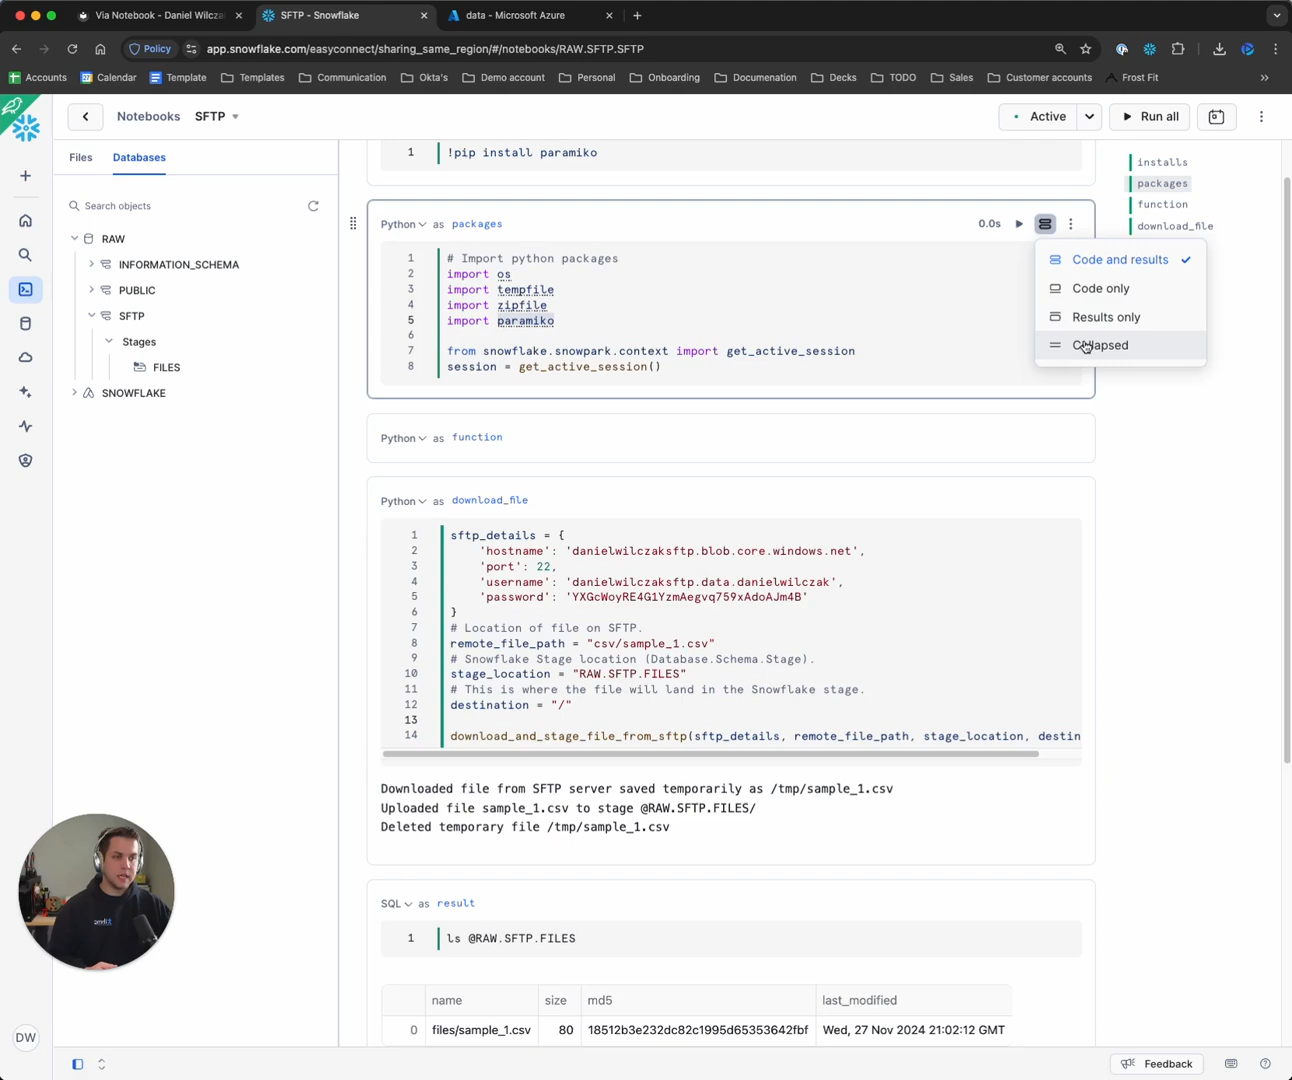 Via Notebook - Daniel Wilcza
SFTP - Snowflake
data - Microsoft Azure
Policy
app.snowflake.com/easyconnect/sharing_same_region/#/notebooks/RAW.SFTP.SFTP
Accounts
Calendar
Template
Templates
Communication
Okta's
Demo account
Personal
Onboarding
Documenation
Decks
TODO
Sales
Customer accounts
Frost Fit
Notebooks
SFTP
Active
Run all
Files
Databases
Search objects
RAW
INFORMATION_SCHEMA
PUBLIC
SFTP
Stages
FILES
SNOWFLAKE
1 !pip install paramiko
Python as packages
0.0s
1 # Import python packages
2 import os
3 import tempfile
4 import zipfile
5 import paramiko
6
7 from snowflake.snowpark.context import get_active_session
8 session = get_active_session()
Code and results
Code only
Results only
Collapsed
installs
packages
function
download_file
Python as function
Python as download_file
1 sftp_details = {
2 'hostname': 'danielwilczaksftp.blob.core.windows.net',
3 'port': 22,
4 'username': 'danielwilczaksftp.data.danielwilczak',
5 'password': 'YXGcWoyRE4G1YzmAegvq759xAdoAJm4B'
6 }
7 # Location of file on SFTP.
8 remote_file_path = "csv/sample_1.csv"
9 # Snowflake Stage location (Database.Schema.Stage).
10 stage_location = "RAW.SFTP.FILES"
11 # This is where the file will land in the Snowflake stage.
12 destination = "/"
13
14 download_and_stage_file_from_sftp(sftp_details, remote_file_path, stage_location, destin
Downloaded file from SFTP server saved temporarily as /tmp/sample_1.csv
Uploaded file sample_1.csv to stage @RAW.SFTP.FILES/
Deleted temporary file /tmp/sample_1.csv
SQL as result
1 ls @RAW.SFTP.FILES
name size md5 last_modified
0 files/sample_1.csv 80 18512b3e232dc82c1995d65353642fbf Wed, 27 Nov 2024 21:02:12 GMT
DW
Feedback